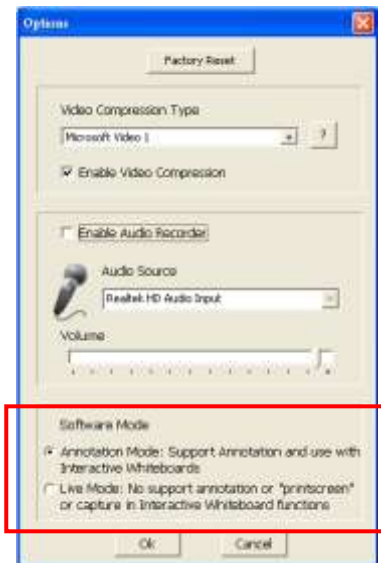 Options
Factory Reset
Video Compression Type
Microsoft Video 1
?
Enable Video Compression
Enable Audio Recorder
Audio Source
Realtek HD Audio Input
Volume
Software Mode
Annotation Mode: Support Annotation and use with
Interactive Whiteboards
Live Mode: No support annotation or "printscreen"
or capture in Interactive Whiteboard functions
Ok
Cancel